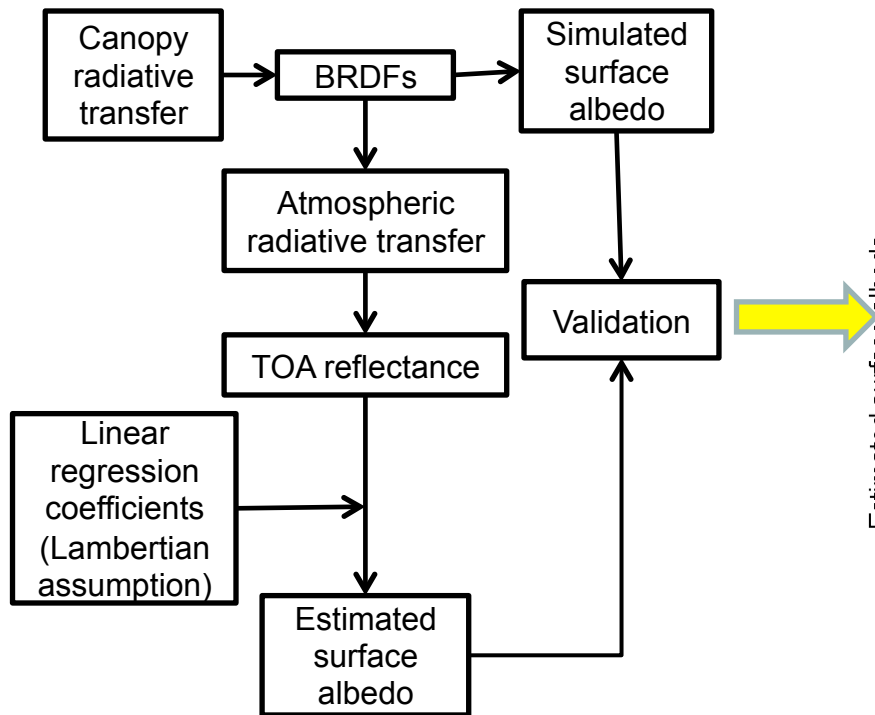 Canopy
radiative
transfer
BRDFs
Simulated
surface
albedo
Atmospheric
radiative transfer
Validation
TOA reflectance
Linear
regression
coefficients
(Lambertian
assumption)
Estimated
surface
albedo